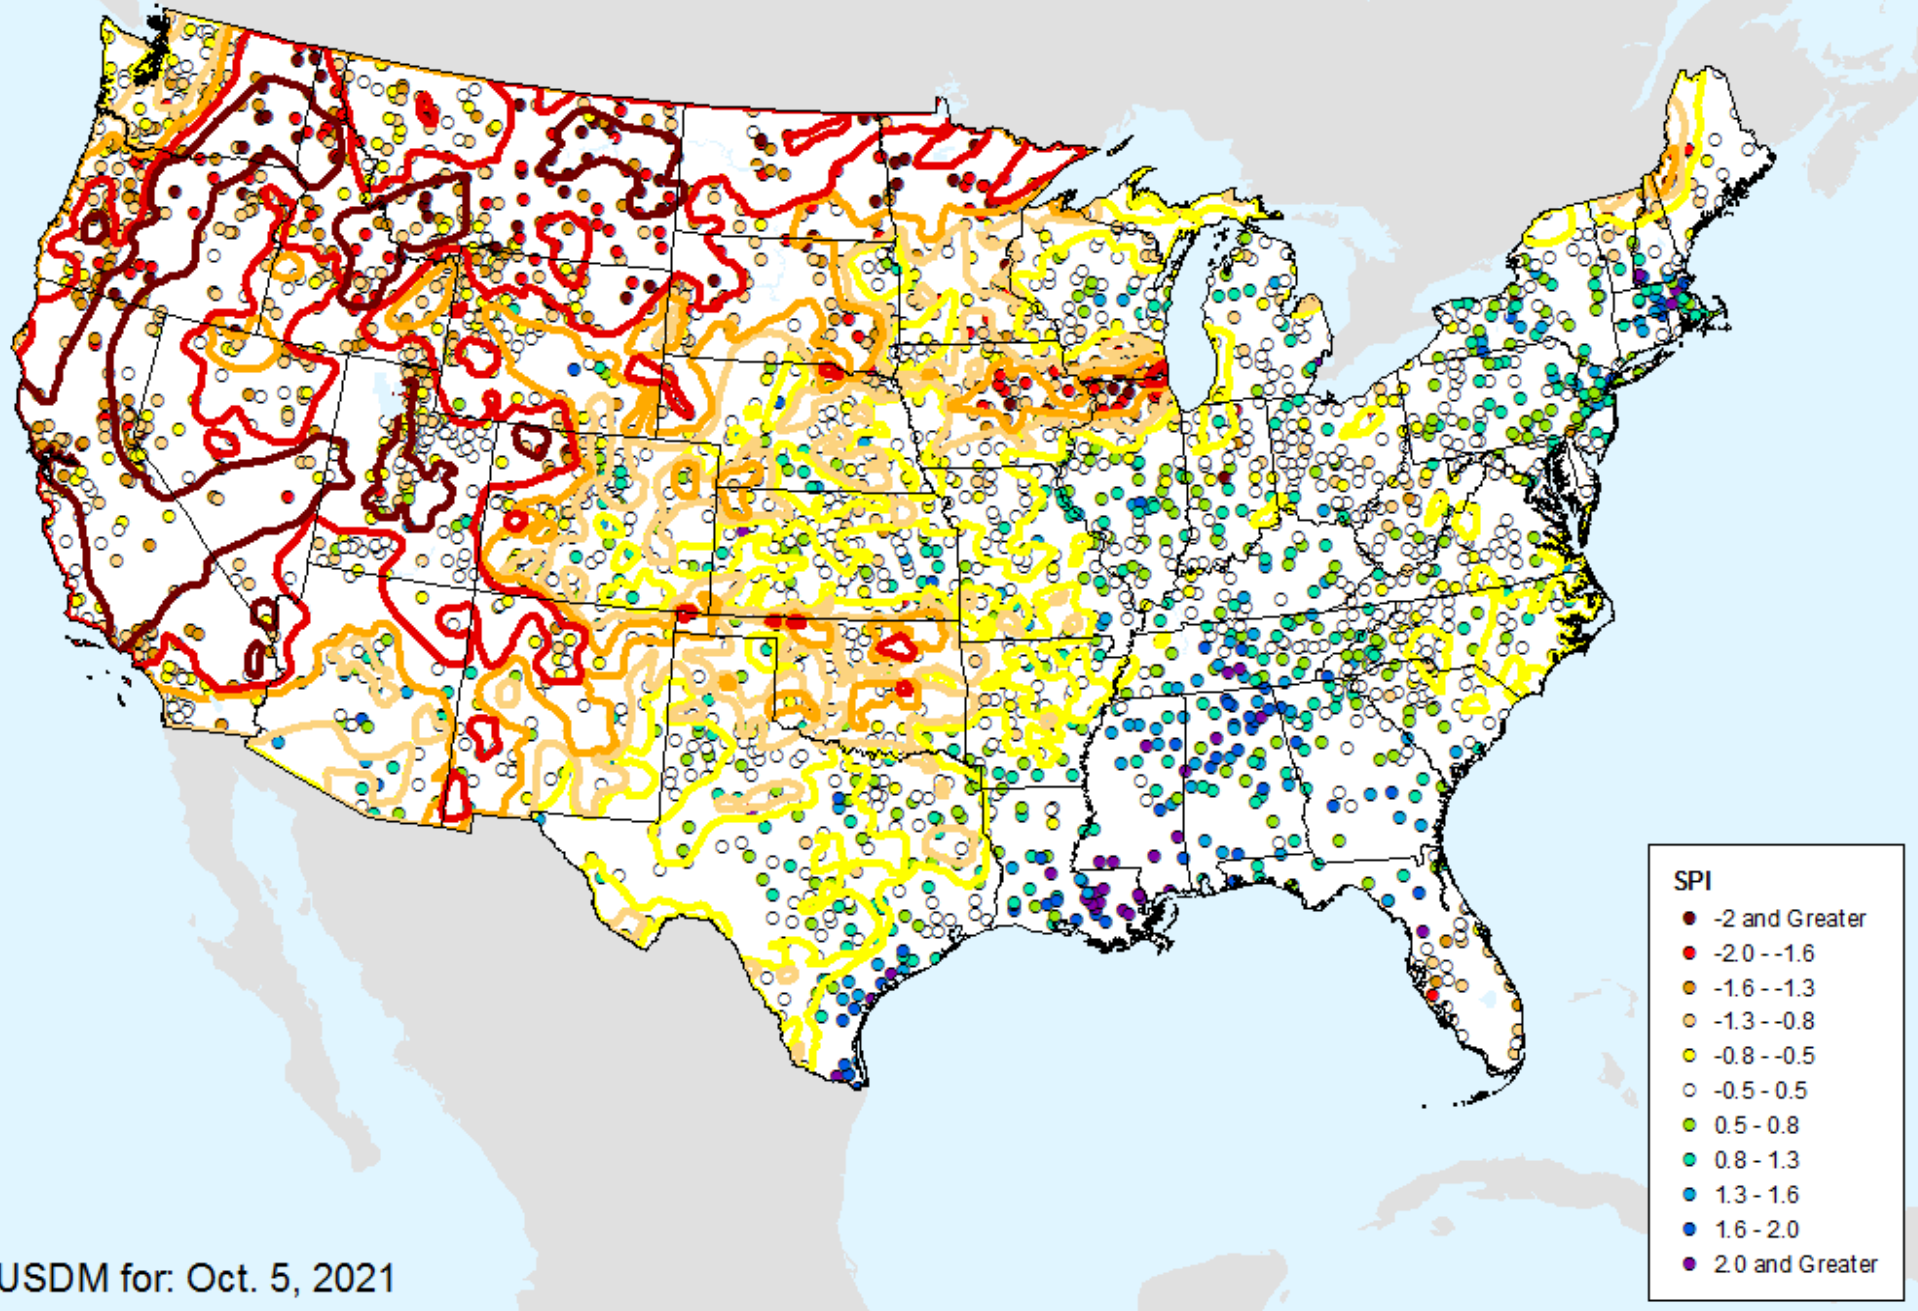 SPI
-2 and Greater
-2.0 - -1.6
-1.6 - -1.3
-1.3 - -0.8
-0.8 - -0.5
-0.5 - 0.5
0.5 - 0.8
0.8 - 1.3
1.3 - 1.6
1.6 - 2.0
2.0 and Greater
USDM for: Oct. 5, 2021